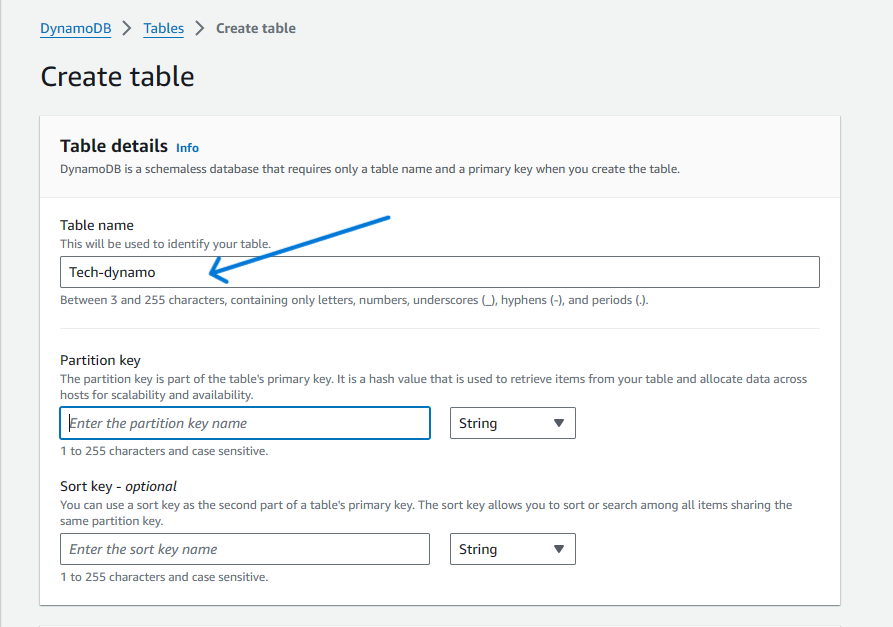 DynamoDB > Tables > Create table
Create table
Table details Info
DynamoDB is a schemaless database that requires only a table name and a primary key when you create the table.
Table name
This will be used to identify your table.
Tech-dynamo
Between 3 and 255 characters, containing only letters, numbers, underscores (_), hyphens (-), and periods (.).
Partition key
The partition key is part of the table's primary key. It is a hash value that is used to retrieve items from your table and allocate data across
hosts for scalability and availability.
Enter the partition key name String
1 to 255 characters and case sensitive.
Sort key - optional
You can use a sort key as the second part of a table's primary key. The sort key allows you to sort or search among all items sharing the
same partition key.
Enter the sort key name String
1 to 255 characters and case sensitive.